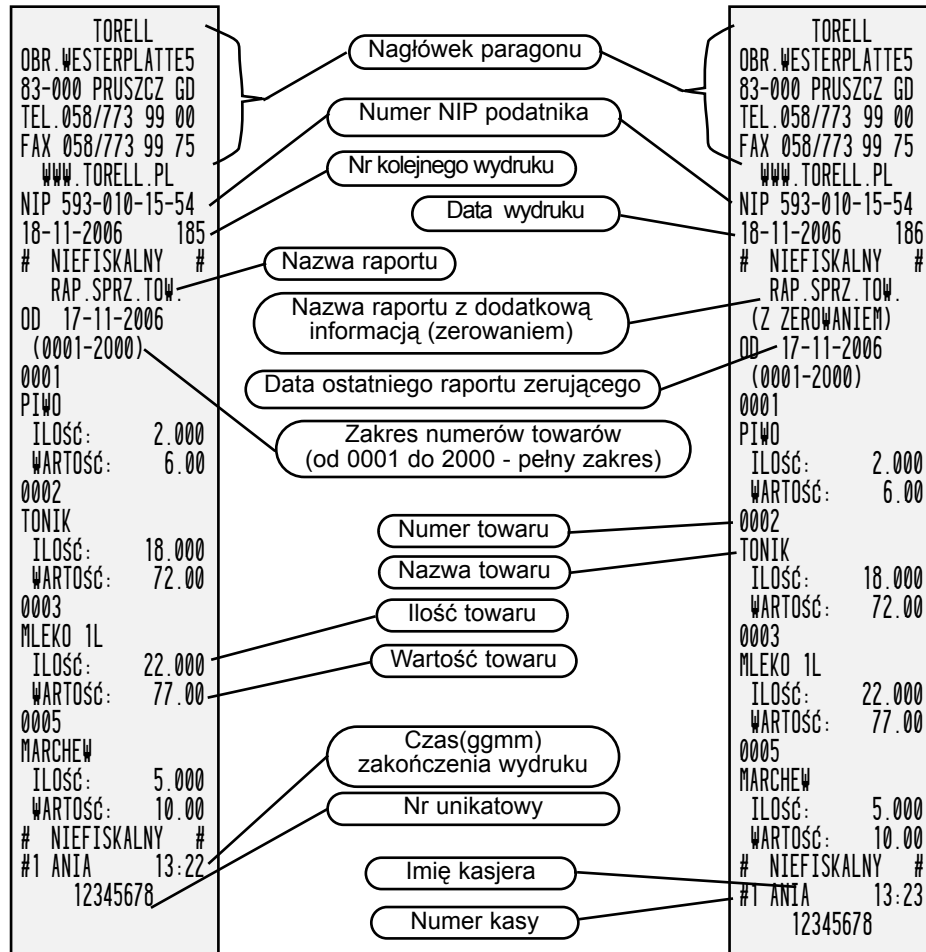 TORELL
OBR.WESTERPLATTE5
83-000 PRUSZCZ GD
TEL.058/773 99 00
FAX 058/773 99 75
WWW.TORELL.PL
NIP 593-010-15-54
18-11-2006 185
# NIEFISKALNY #
RAP.SPRZ.TOW.
OD 17-11-2006
(0001-2000)
0001
PIWO
ILOŚĆ: 2.000
WARTOŚĆ: 6.00
0002
TONIK
ILOŚĆ: 18.000
WARTOŚĆ: 72.00
0003
MLEKO 1L
ILOŚĆ: 22.000
WARTOŚĆ: 77.00
0005
MARCHEW
ILOŚĆ: 5.000
WARTOŚĆ: 10.00
# NIEFISKALNY #
#1 ANIA 13:22
12345678
Nagłówek paragonu
Numer NIP podatnika
Nr kolejnego wydruku
Data wydruku
Nazwa raportu
Nazwa raportu z dodatkową
informacją (zerowaniem)
Data ostatniego raportu zerującego
Zakres numerów towarów
(od 0001 do 2000 - pełny zakres)
Numer towaru
Nazwa towaru
Ilość towaru
Wartość towaru
Czas(ggmm)
zakończenia wydruku
Nr unikatowy
Imię kasjera
Numer kasy
TORELL
OBR.WESTERPLATTE5
83-000 PRUSZCZ GD
TEL.058/773 99 00
FAX 058/773 99 75
WWW.TORELL.PL
NIP 593-010-15-54
18-11-2006 186
# NIEFISKALNY #
RAP.SPRZ.TOW.
(Z ZEROWANIEM)
OD 17-11-2006
(0001-2000)
0001
PIWO
ILOŚĆ: 2.000
WARTOŚĆ: 6.00
0002
TONIK
ILOŚĆ: 18.000
WARTOŚĆ: 72.00
0003
MLEKO 1L
ILOŚĆ: 22.000
WARTOŚĆ: 77.00
0005
MARCHEW
ILOŚĆ: 5.000
WARTOŚĆ: 10.00
# NIEFISKALNY #
#1 ANIA 13:23
12345678